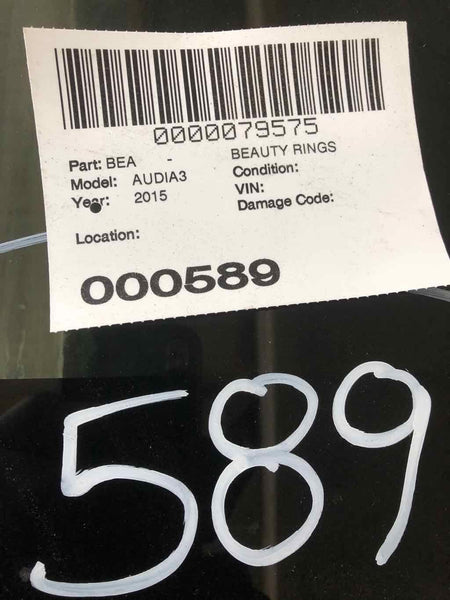 0000079575
Part: BEA - BEAUTY RINGS
Model: AUDIA3 Condition:
Year: 2015 VIN:
Damage Code:
Location:
000589
589